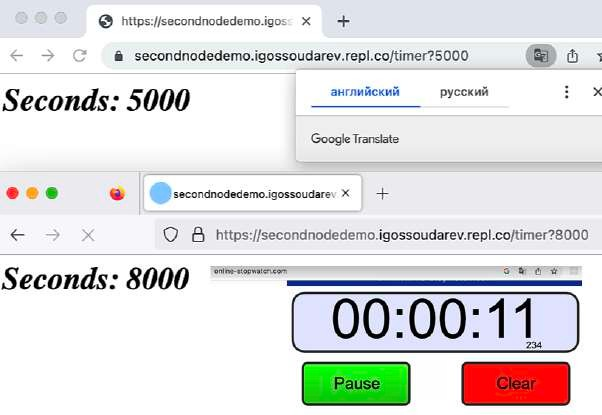 https://secondnodedemo.igoss
secondnodedemo.igossoudarev.repl.co/timer?5000
Seconds: 5000
английский русский
Google Translate
secondnodedemo.igossoudarev
https://secondnodedemo.igossoudarev.repl.co/timer?8000
Seconds: 8000
online-stopwatch.com
00:00:11
234
Pause Clear